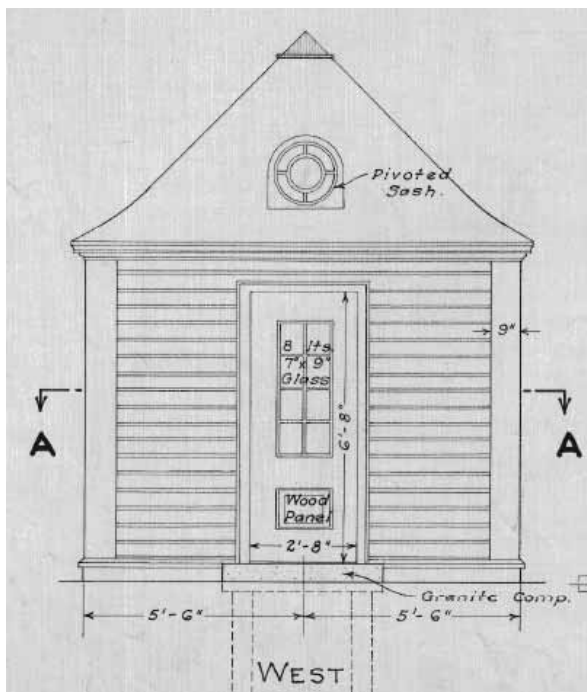 Pivoted
Sash.
9"
8 lts.
7" x 9"
Glass
6'-8"
A
A
Wood
Panel
2'-8"
Granite Comp.
5'-6"
5'-6"
WEST